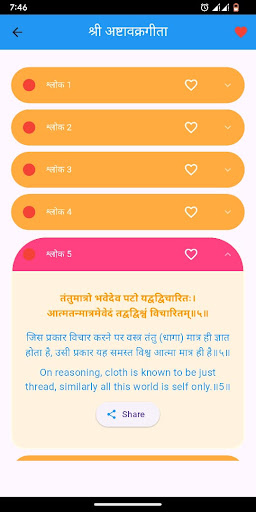 7:46
श्री अष्टावक्रगीता
श्लोक 1
श्लोक 2
श्लोक 3
श्लोक 4
श्लोक 5
तंतुमात्रो भवेदेव पटो यद्वद्विचारितः।
आत्मतन्मात्रमेवेदं तद्वद्विश्वं विचारितम्॥५॥
जिस प्रकार विचार करने पर वस्त्र तंतु (धागा) मात्र ही ज्ञात
होता है, उसी प्रकार यह समस्त विश्व आत्मा मात्र ही है॥५॥
On reasoning, cloth is known to be just
thread, similarly all this world is self only.॥5॥
Share